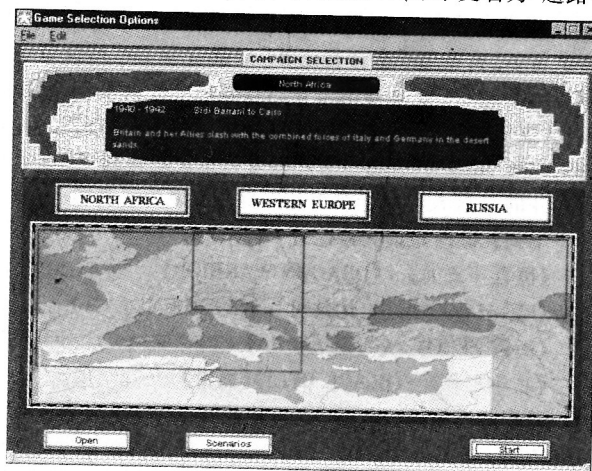 Game Selection Options
File Edit
CAMPAIGN SELECTION
North Africa
1940 - 1942 Sidi Barrani to Cairo
Britain and her Allies clash with the combined forces of Italy and Germany in the desert
sands.
NORTH AFRICA WESTERN EUROPE RUSSIA
Open Scenarios Start